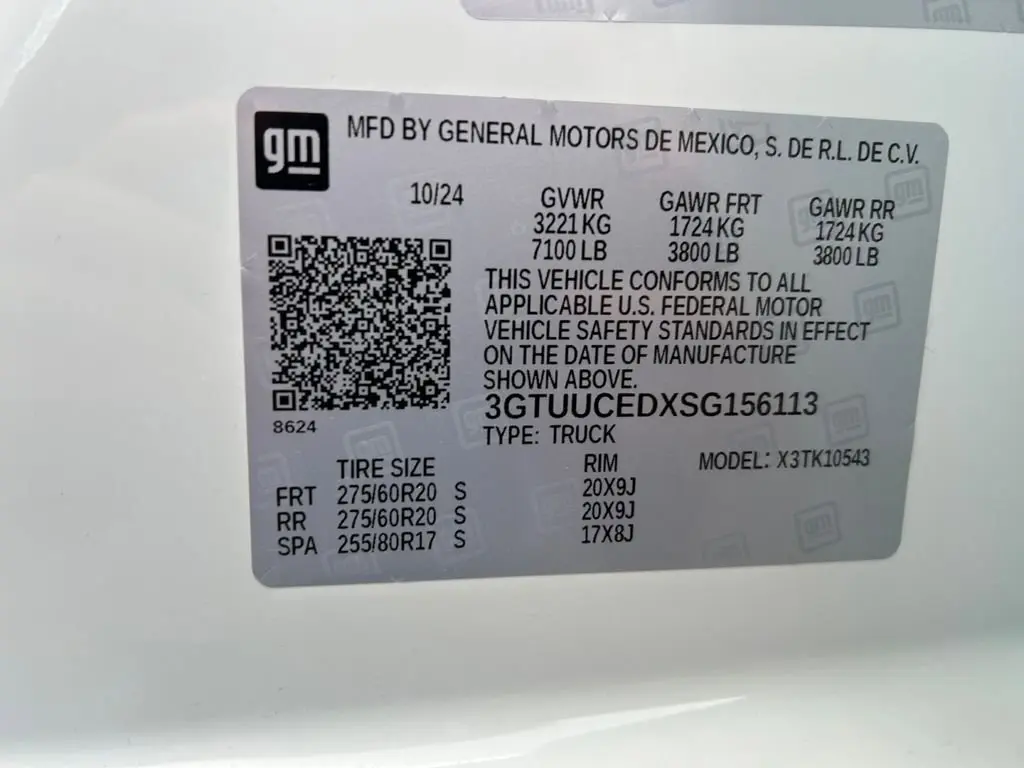 gm
MFD BY GENERAL MOTORS DE MEXICO, S. DE R.L. DE C.V.
10/24
GVWR GAWR FRT GAWR RR
3221 KG 1724 KG 1724 KG
7100 LB 3800 LB 3800 LB
THIS VEHICLE CONFORMS TO ALL
APPLICABLE U.S. FEDERAL MOTOR
VEHICLE SAFETY STANDARDS IN EFFECT
ON THE DATE OF MANUFACTURE
SHOWN ABOVE.
3GTUUCEDXSG156113
8624
TYPE: TRUCK
TIRE SIZE RIM MODEL: X3TK10543
FRT 275/60R20 S 20X9J
RR 275/60R20 S 20X9J
SPA 255/80R17 S 17X8J